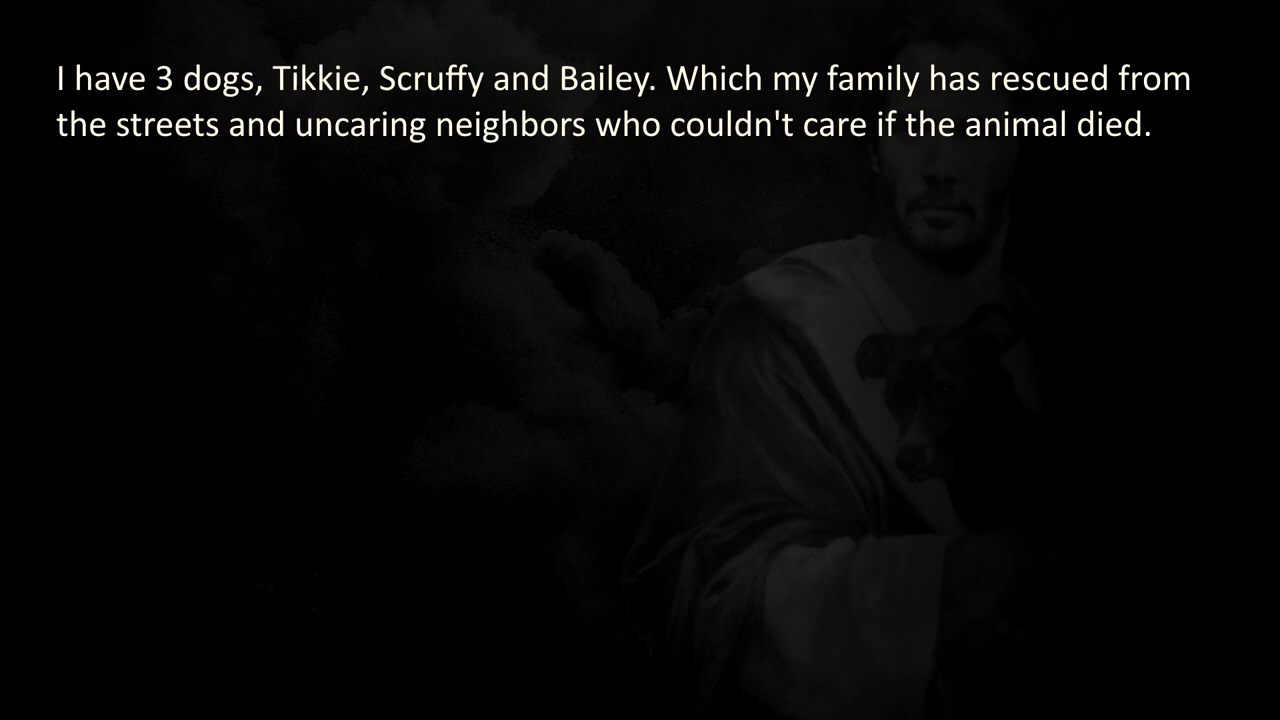 I have 3 dogs, Tikkie, Scruffy and Bailey. Which my family has rescued from
the streets and uncaring neighbors who couldn't care if the animal died.